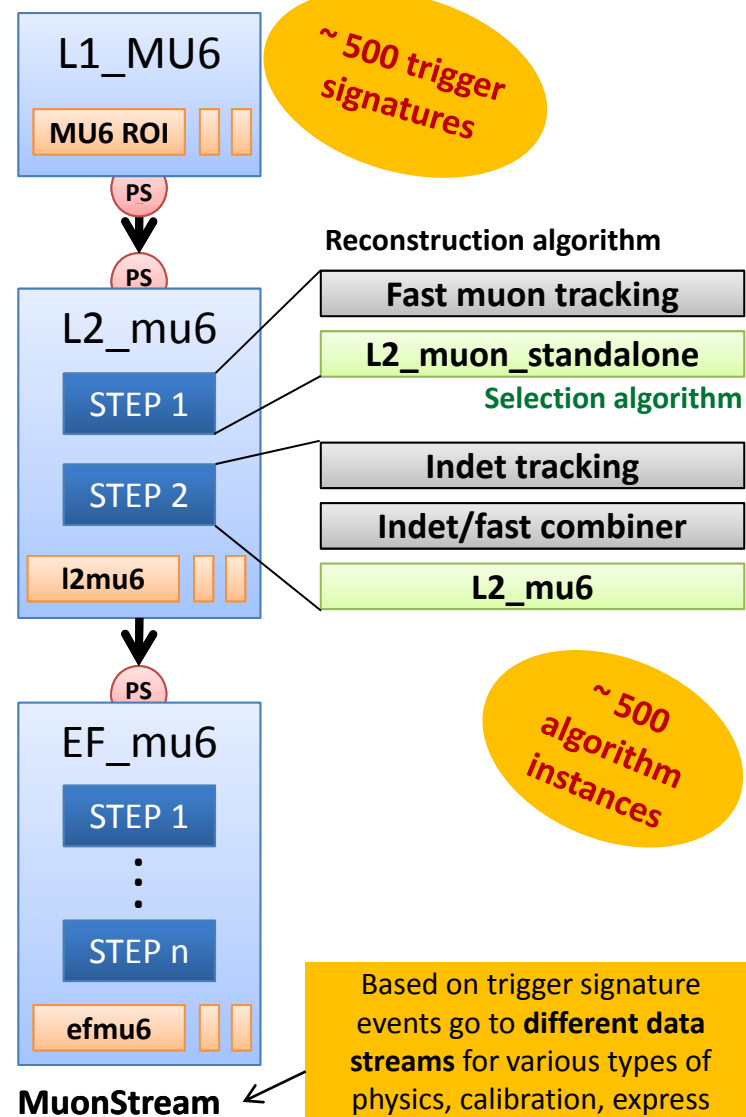 L1_MU6
MU6 ROI
~ 500 trigger
signatures
PS
PS
Reconstruction algorithm
L2_mu6
Fast muon tracking
STEP 1
L2_muon_standalone
Selection algorithm
STEP 2
Indet tracking
Indet/fast combiner
l2mu6
L2_mu6
PS
~ 500
algorithm
instances
EF_mu6
STEP 1
STEP n
efmu6
Based on trigger signature
events go to different data
streams for various types of
physics, calibration, express
MuonStream